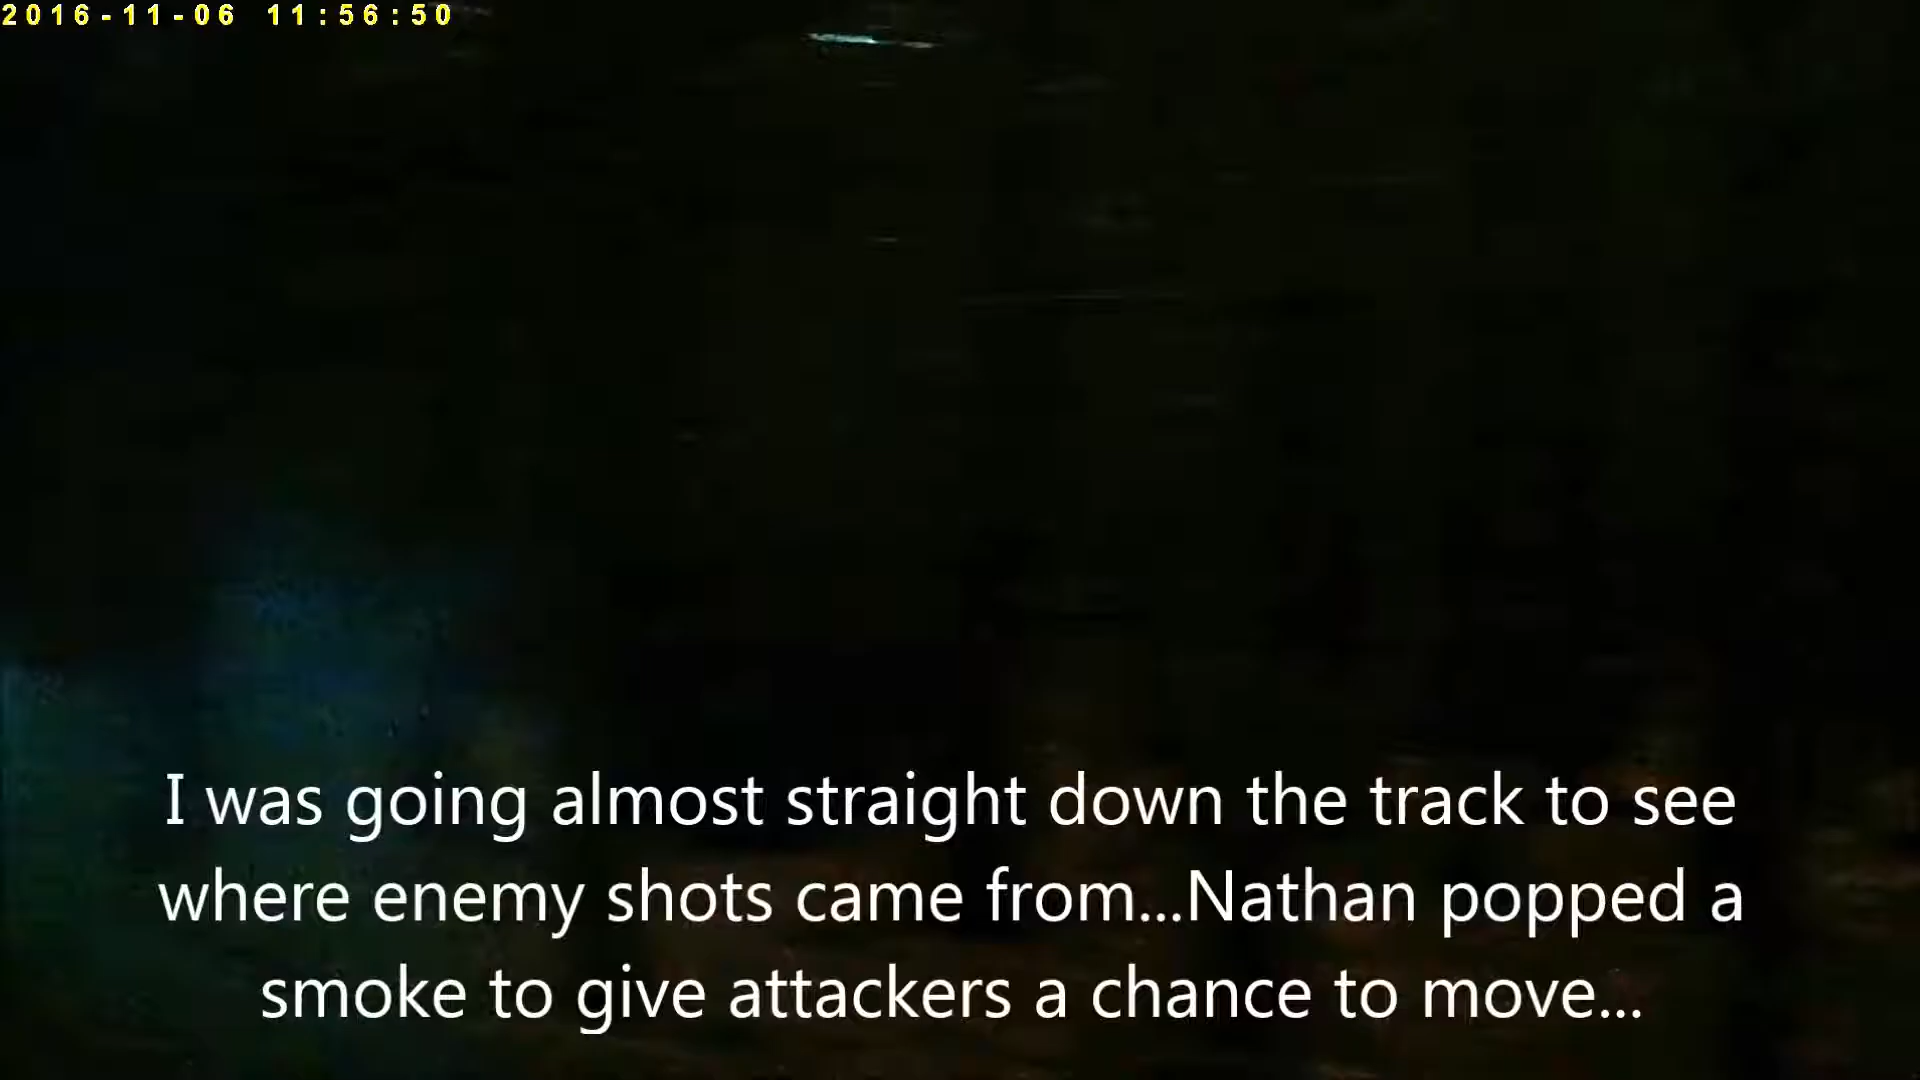 2016-11-06 11:56:50
I was going almost straight down the track to see
where enemy shots came from...Nathan popped a
smoke to give attackers a chance to move...